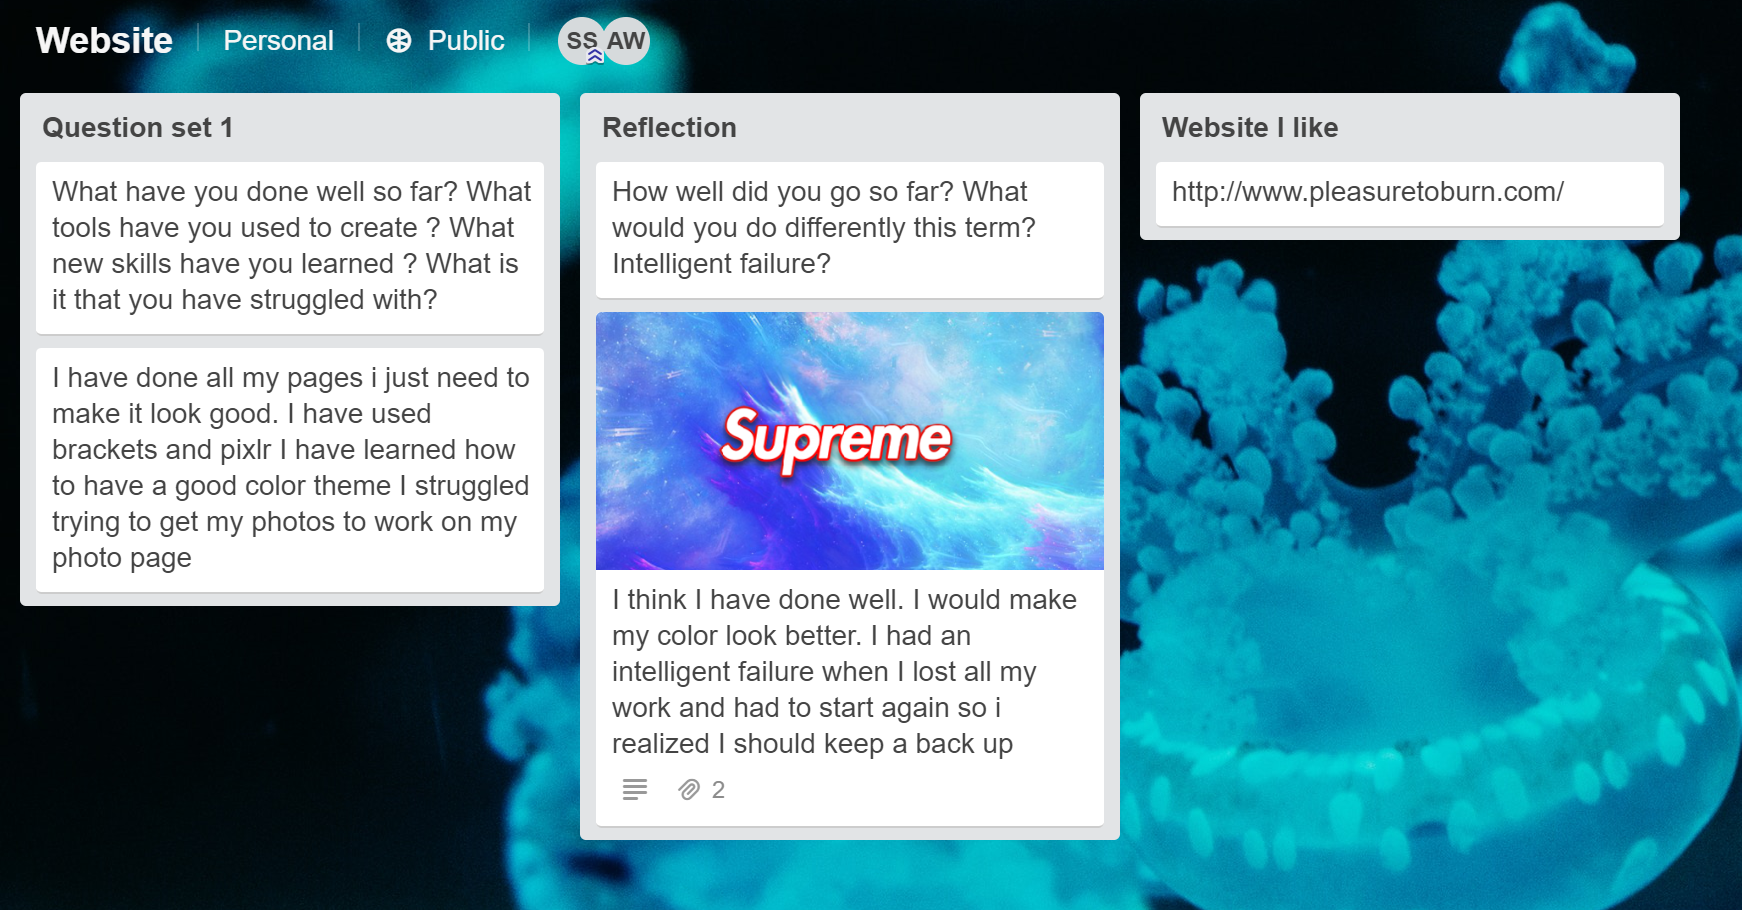 Website
Personal
Public
SS
AW
Question set 1
What have you done well so far? What
tools have you used to create ? What
new skills have you learned ? What is
it that you have struggled with?
I have done all my pages i just need to
make it look good. I have used
brackets and pixlr I have learned how
to have a good color theme I struggled
trying to get my photos to work on my
photo page
Reflection
How well did you go so far? What
would you do differently this term?
Intelligent failure?
Supreme
I think I have done well. I would make
my color look better. I had an
intelligent failure when I lost all my
work and had to start again so i
realized I should keep a back up
2
Website I like
http://www.pleasuretoburn.com/